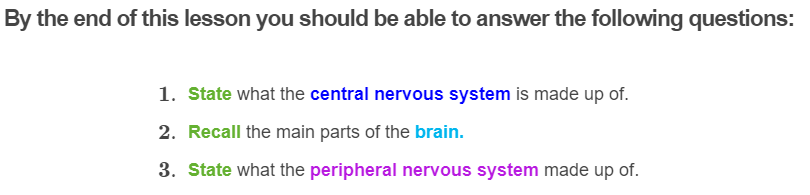 By the end of this lesson you should be able to answer the following questions:
1. State what the central nervous system is made up of.
2. Recall the main parts of the brain.
3. State what the peripheral nervous system made up of.